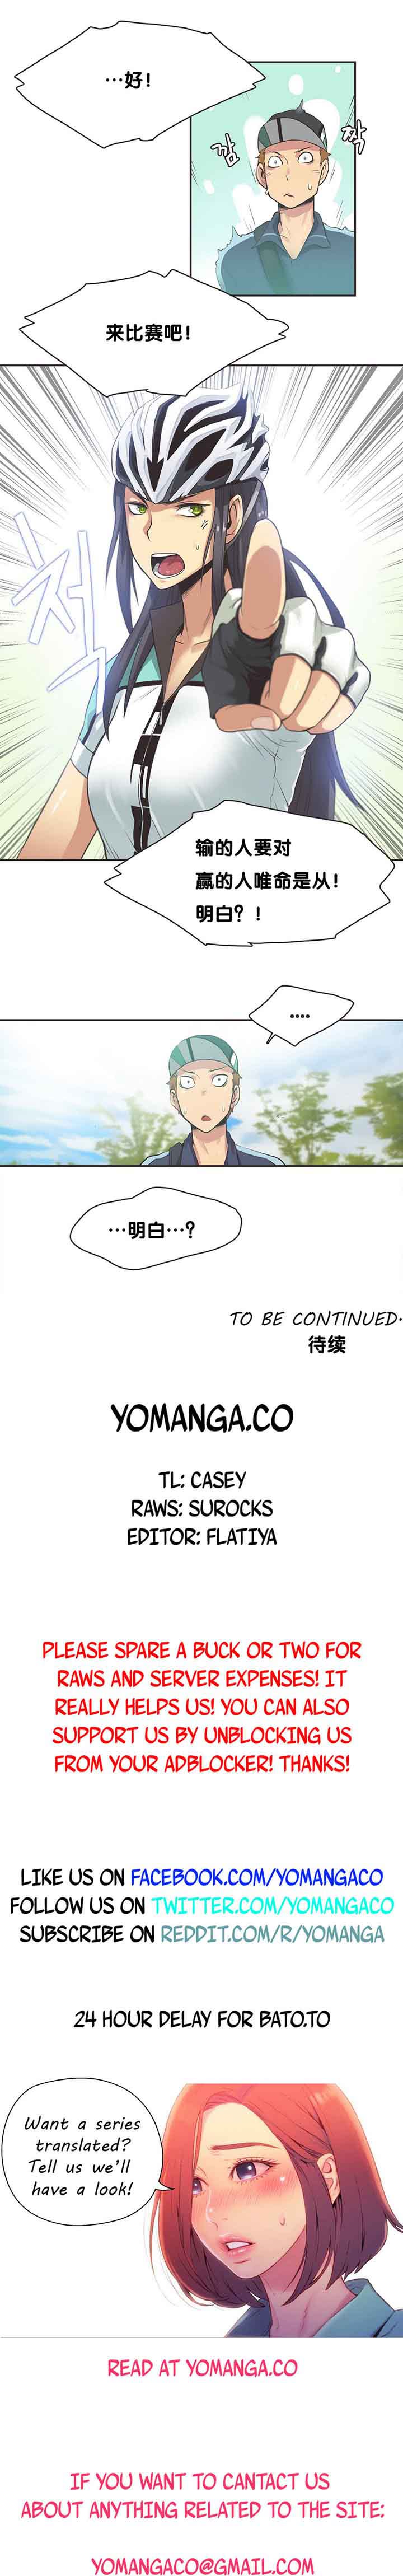 …好！
깜
짝
来比赛吧！
척
输的人要对
赢的人唯命是从！
明白？！
....
…明白…？
TO BE CONTINUED.
待续
YOMANGA.CO
TL: CASEY
RAWS: SUROCKS
EDITOR: FLATIYA
PLEASE SPARE A BUCK OR TWO FOR
RAWS AND SERVER EXPENSES! IT
REALLY HELPS US! YOU CAN ALSO
SUPPORT US BY UNBLOCKING US
FROM YOUR ADBLOCKER! THANKS!
LIKE US ON FACEBOOK.COM/YOMANGACO
FOLLOW US ON TWITTER.COM/YOMANGACO
SUBSCRIBE ON REDDIT.COM/R/YOMANGA
24 HOUR DELAY FOR BATO.TO
Want a series
translated?
Tell us we'll
have a look!
READ AT YOMANGA.CO
IF YOU WANT TO CANTACT US
ABOUT ANYTHING RELATED TO THE SITE:
YOMANGACO@GMAIL.COM